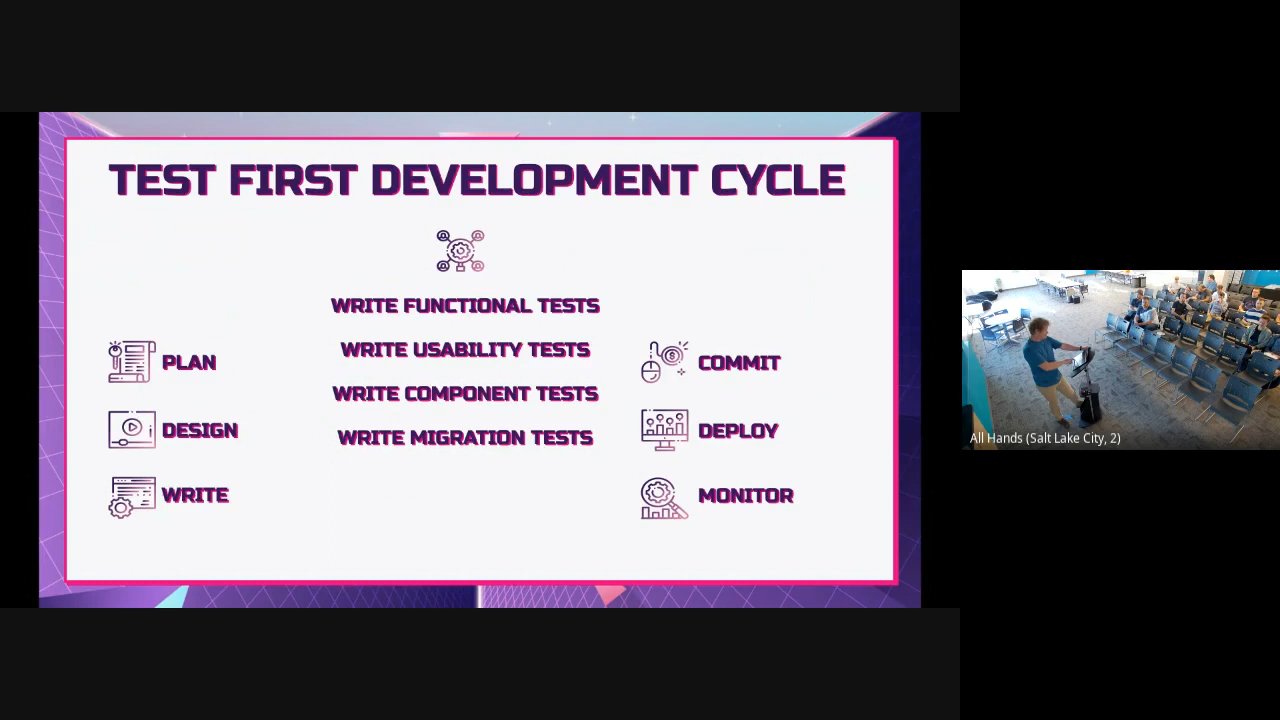 TEST FIRST DEVELOPMENT CYCLE
WRITE FUNCTIONAL TESTS
WRITE USABILITY TESTS
WRITE COMPONENT TESTS
WRITE MIGRATION TESTS
PLAN
DESIGN
WRITE
COMMIT
DEPLOY
MONITOR
All Hands (Salt Lake City, 2)